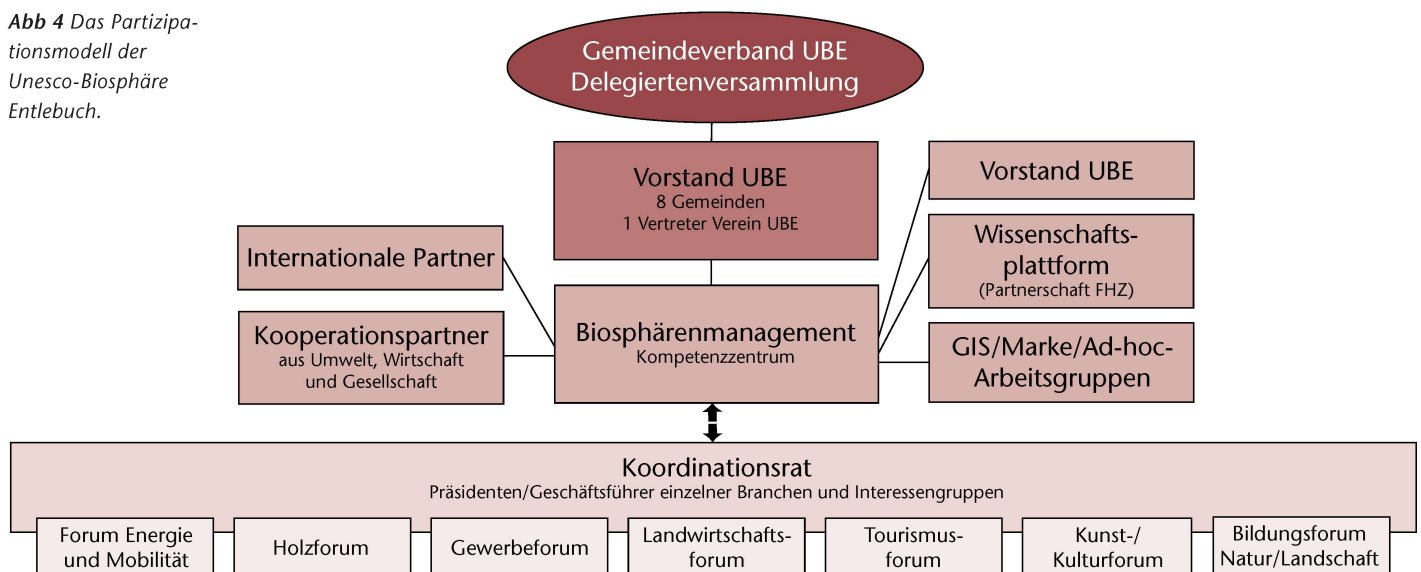 Abb 4 Das Partizipa-
tionsmodell der
Unesco-Biosphäre
Entlebuch.
Gemeindeverband UBE
Delegiertenversammlung
Vorstand UBE
8 Gemeinden
1 Vertreter Verein UBE
Vorstand UBE
Wissenschafts-
plattform
(Partnerschaft FHZ)
Internationale Partner
Kooperationspartner
aus Umwelt, Wirtschaft
und Gesellschaft
Biosphärenmanagement
Kompetenzzentrum
GIS/Marke/Ad-hoc-
Arbeitsgruppen
Koordinationsrat
Präsidenten/Geschäftsführer einzelner Branchen und Interessengruppen
Forum Energie
und Mobilität
Holzforum
Gewerbeforum
Landwirtschafts-
forum
Tourismus-
forum
Kunst-/
Kulturforum
Bildungsforum
Natur/Landschaft